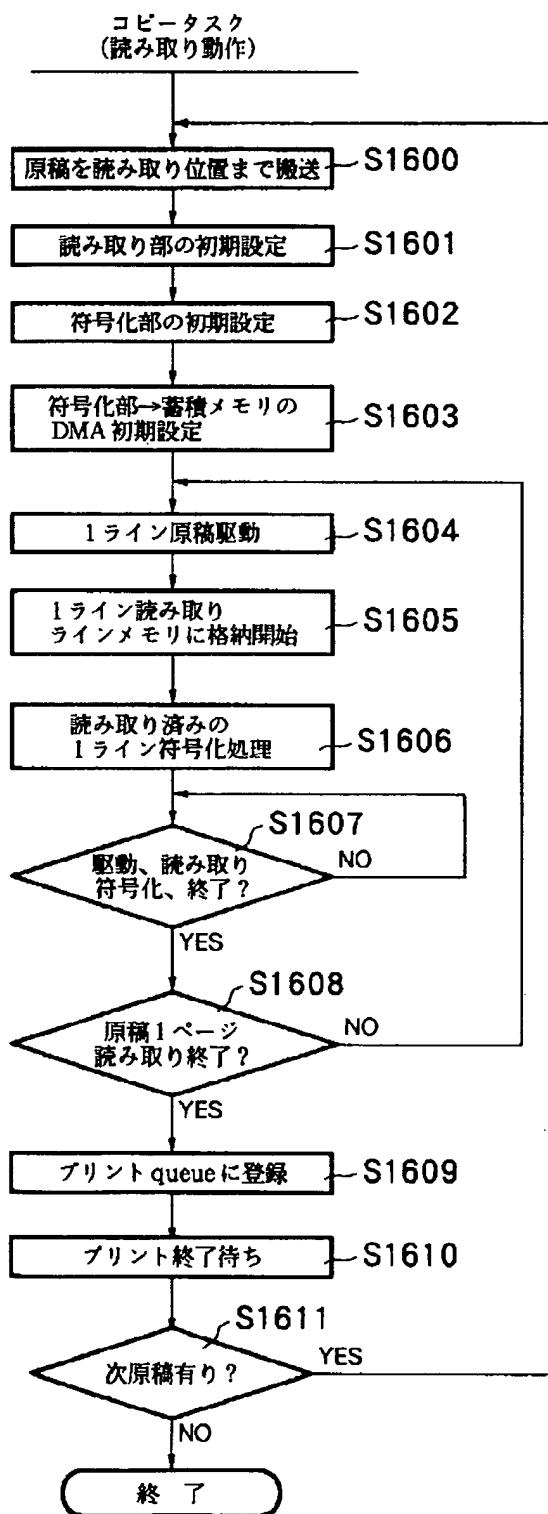 コピータスク
(読み取り動作)
原稿を読み取り位置まで搬送
S1600
読み取り部の初期設定
S1601
符号化部の初期設定
S1602
符号化部→蓄積メモリの
DMA初期設定
S1603
1ライン原稿駆動
S1604
1ライン読み取り
ラインメモリに格納開始
S1605
読み取り済みの
1ライン符号化処理
S1606
S1607
駆動、読み取り
符号化、終了?
NO
YES
S1608
原稿1ページ
読み取り終了?
NO
YES
プリントqueueに登録
S1609
プリント終了待ち
S1610
S1611
次原稿有り?
YES
NO
終 了